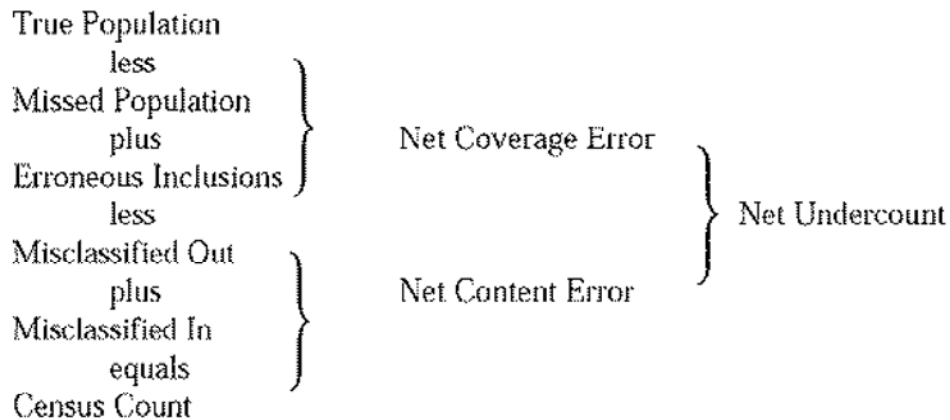 True Population
less
Missed Population
plus
Net Coverage Error
Erroneous Inclusions
less
Net Undercount
Misclassified Out
plus
Net Content Error
Misclassified In
equals
Census Count